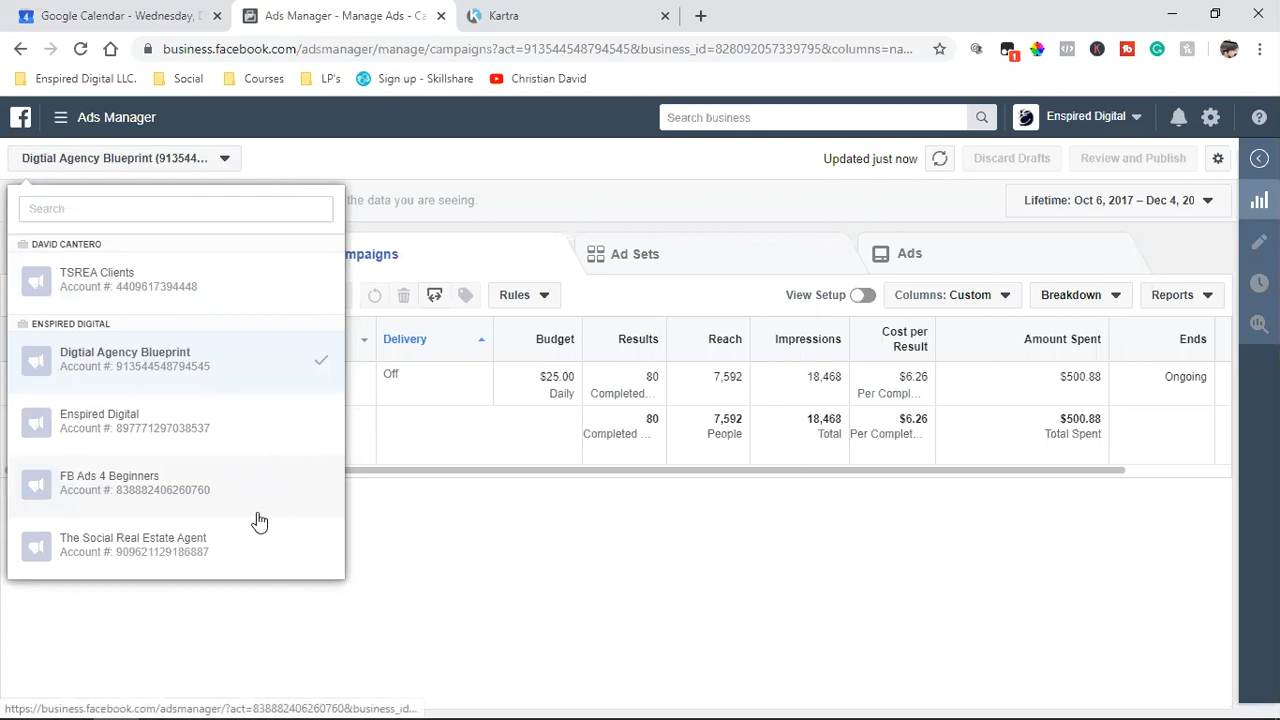 Google Calendar - Wednesday, D
Ads Manager - Manage Ads - Ca
Kartra
business.facebook.com/adsmanager/manage/campaigns?act=913544548794545&business_id=828092057339795&columns=na...
1
Enspired Digital LLC.
Social
Courses
LP's
Sign up - Skillshare
Christian David
Ads Manager
Search business
Enspired Digital
Digtial Agency Blueprint (913544...
Updated just now
Discard Drafts
Review and Publish
Search
the data you are seeing.
Lifetime: Oct 6, 2017 – Dec 4, 20
DAVID CANTERO
TSREA Clients
Account #: 4409617394448
ENSPIRED DIGITAL
Digtial Agency Blueprint
Account #: 913544548794545
Enspired Digital
Account #: 897771297038537
FB Ads 4 Beginners
Account #: 838882406260760
The Social Real Estate Agent
Account #: 909621129186887
mpaigns
Ad Sets
Ads
Rules
View Setup
Columns: Custom
Breakdown
Reports
Delivery
Budget
Results
Reach
Impressions
Cost per
Result
Amount Spent
Ends
Off
$25.00
Daily
80
Completed...
7,592
18,468
$6.26
Per Compl...
$500.88
Ongoing
80
Completed ...
7,592
People
18,468
Total
$6.26
Per Complet...
$500.88
Total Spent
https://business.facebook.com/adsmanager/?act=838882406260760&business_id...